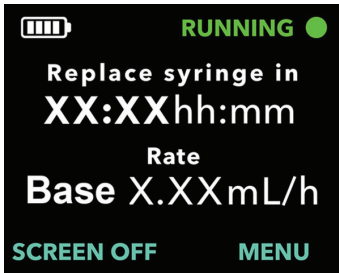 RUNNING
Replace syringe in
XX:XXhh:mm
Rate
Base X.XXmL/h
SCREEN OFF MENU